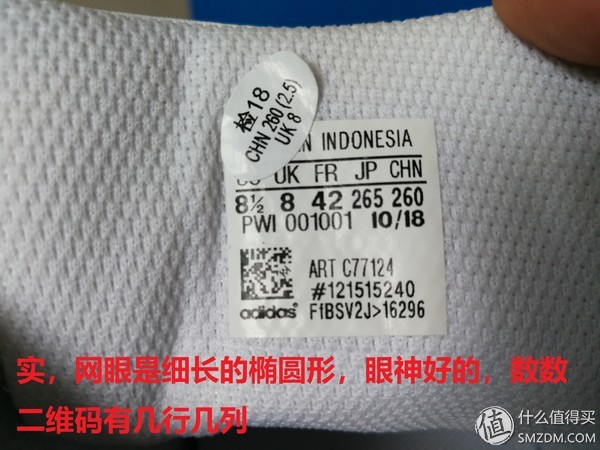 检18
CHN 260(2.5)
UK 8
N INDONESIA
UK FR JP CHN
8½ 8 42 265 260
PWI 001001 10/18
ART C77124
#121515240
adidas F1BSV2J>16296
实，网眼是细长的椭圆形，眼神好的，数数
二维码有几行几列
值 什么值得买
SMZDM.COM